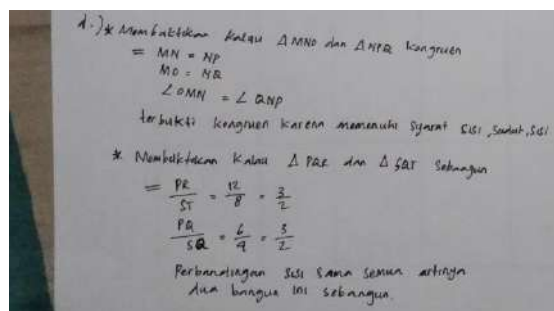 d.) * Membuktikan kalau Δ MNO dan Δ NPQ kongruen
= MN = NP
MO = NQ
∠OMN = ∠ QNP
terbukti kongruen karena memenuhi syarat sisi, sudut, sisi
* Membuktikan kalau Δ PQR dan Δ SQT sebangun
= PR/ST = 12/8 = 3/2
PQ/SQ = 6/4 = 3/2
Perbandingan sisi sama semua artinya
dua bangun ini sebangun.